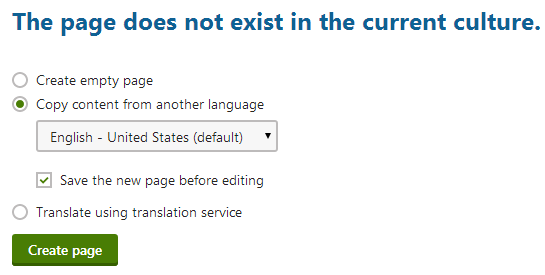 The page does not exist in the current culture.
Create empty page
Copy content from another language
English - United States (default)
Save the new page before editing
Translate using translation service
Create page